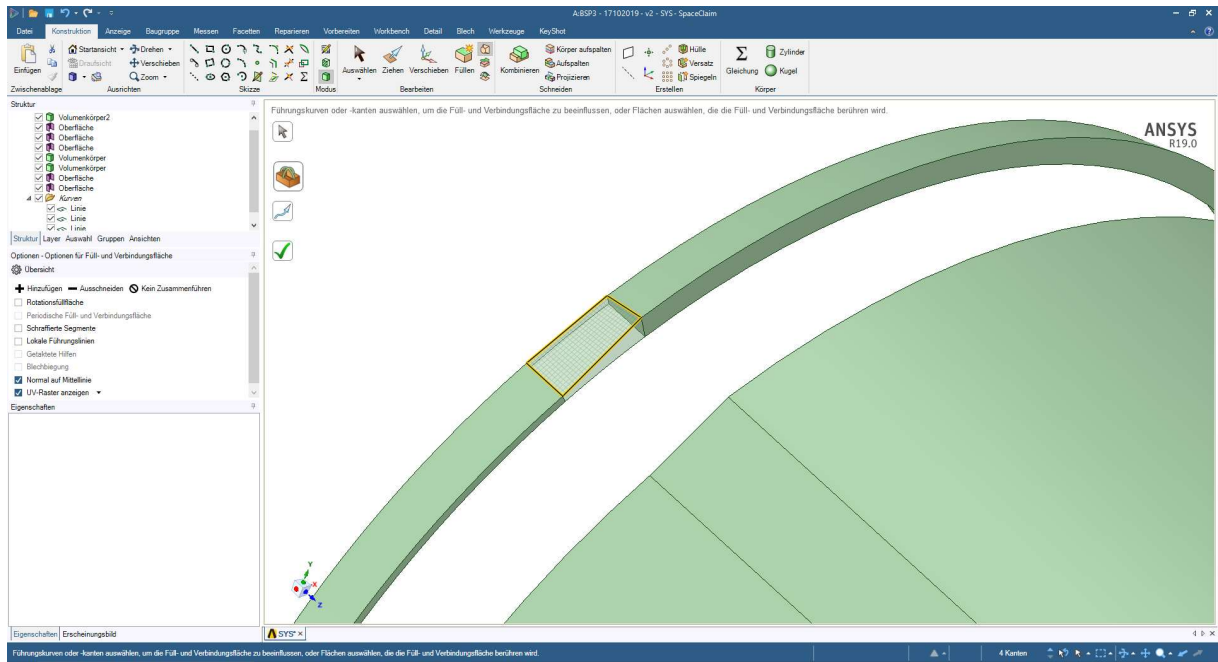 A:BSP3 - 17102019 - v2 - SYS - SpaceClaim
Datei Konstruktion Anzeige Baugruppe Messen Facetten Reparieren Vorbereiten Workbench Detail Blech Werkzeuge KeyShot
Einfügen
Zwischenablage
Startansicht Drehen
Draufsicht Verschieben
Zoom
Ausrichten
Skizze
Modus
Auswählen Ziehen Verschieben Füllen
Bearbeiten
Kombinieren
Körper aufspalten
Aufspalten
Projizieren
Schneiden
Hülle
Versatz
Spiegeln
Erstellen
Gleichung
Zylinder
Kugel
Körper
Struktur
Volumenkörper2
Oberfläche
Oberfläche
Oberfläche
Volumenkörper
Volumenkörper
Oberfläche
Oberfläche
Kurven
Linie
Linie
Linie
Struktur Layer Auswahl Gruppen Ansichten
Optionen - Optionen für Füll- und Verbindungsfläche
Übersicht
Hinzufügen Ausschneiden Kein Zusammenführen
Rotationsfüllfläche
Periodische Füll- und Verbindungsfläche
Schraffierte Segmente
Lokale Führungslinien
Getaktete Hilfen
Blechbiegung
Normal auf Mittellinie
UV-Raster anzeigen
Eigenschaften
Eigenschaften Erscheinungsbild
Führungskurven oder -kanten auswählen, um die Füll- und Verbindungsfläche zu beeinflussen, oder Flächen auswählen, die die Füll- und Verbindungsfläche berühren wird.
ANSYS
R19.0
Y
X
Z
SYS*
Führungskurven oder -kanten auswählen, um die Füll- und Verbindungsfläche zu beeinflussen, oder Flächen auswählen, die die Füll- und Verbindungsfläche berühren wird.
4 Kanten